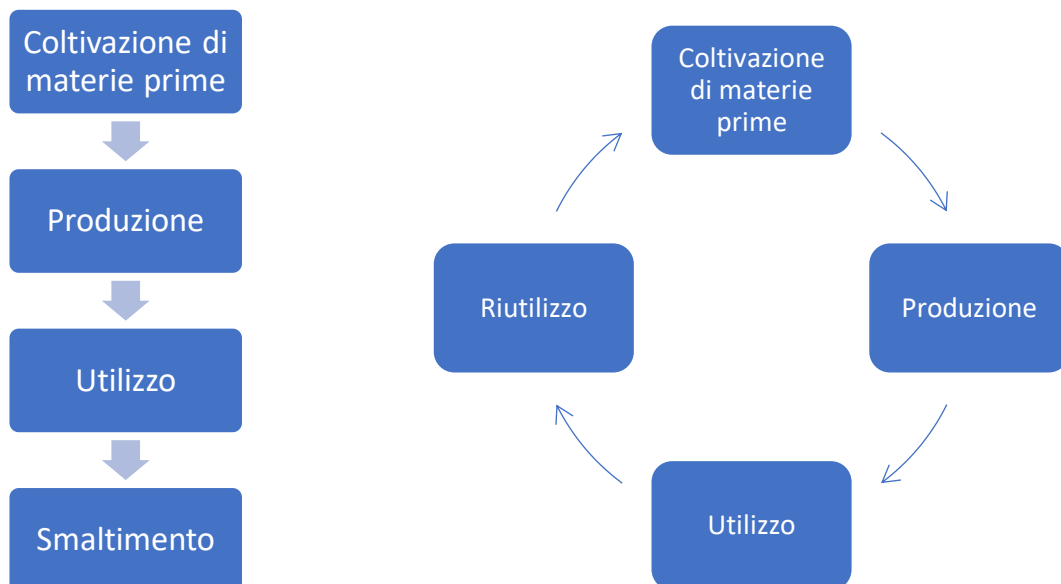 Coltivazione di
materie prime
Produzione
Utilizzo
Smaltimento
Coltivazione
di materie
prime
Produzione
Utilizzo
Riutilizzo